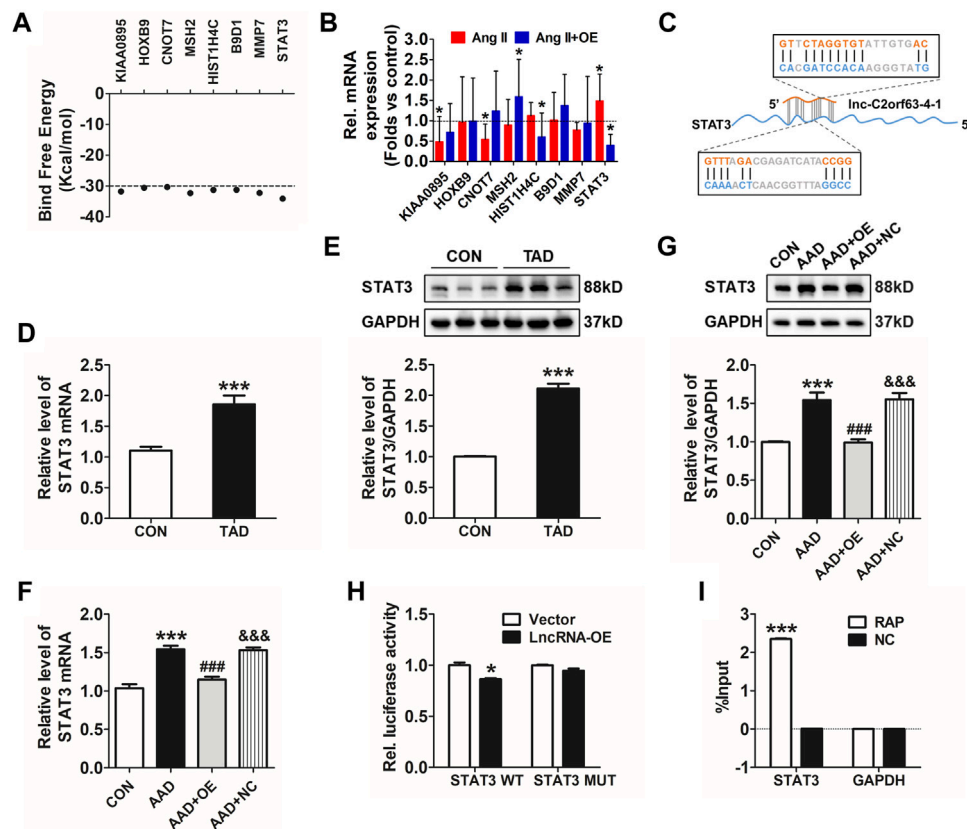 A
KIAA0895
HOXB9
CNOT7
MSH2
HIST1H4C
B9D1
MMP7
STAT3
Bind Free Energy
(Kcal/mol)
0
-10
-20
-30
-40
B
Ang II
Ang II+OE
Rel. mRNA
expression
(Folds vs control)
3.0
2.5
2.0
1.5
1.0
0.5
0.0
* * * * * *
KIAA0895
HOXB9
CNOT7
MSH2
HIST1H4C
B9D1
MMP7
STAT3
C
GTTCTAGGTGTATTGTGAC
CACGATCCACAAGGGTATG
5' lnc-C2orf63-4-1
STAT3 5'
GTTTAGACGAGATCATACCGG
CAAAACTCAACGGTTTAGGCC
D
Relative level of
STAT3 mRNA
2.5
2.0
1.5
1.0
0.5
0.0
***
CON TAD
E
CON TAD
STAT3 88kD
GAPDH 37kD
Relative level of
STAT3/GAPDH
2.5
2.0
1.5
1.0
0.5
0.0
***
CON TAD
G
CON AAD AAD+OE AAD+NC
STAT3 88kD
GAPDH 37kD
Relative level of
STAT3/GAPDH
2.0
1.5
1.0
0.5
0.0
*** ### &&&
CON AAD AAD+OE AAD+NC
F
Relative level of
STAT3 mRNA
2.0
1.5
1.0
0.5
0.0
*** ### &&&
CON AAD AAD+OE AAD+NC
H
Vector
LncRNA-OE
Rel. luciferase activity
1.5
1.0
0.5
0.0
*
STAT3 WT STAT3 MUT
I
RAP
NC
%Input
3
2
1
0
-1
***
STAT3 GAPDH